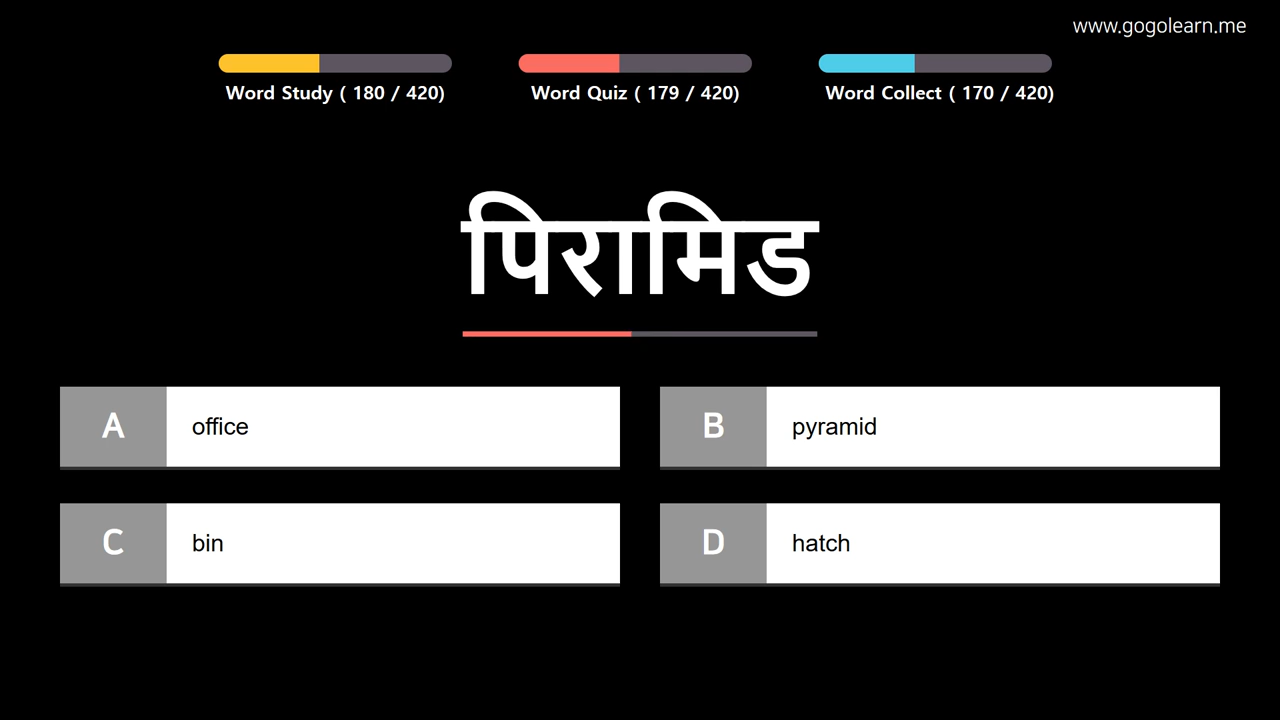 www.gogolearn.me
Word Study ( 180 / 420)
Word Quiz ( 179 / 420)
Word Collect ( 170 / 420)
पिरामिड
A office
B pyramid
C bin
D hatch